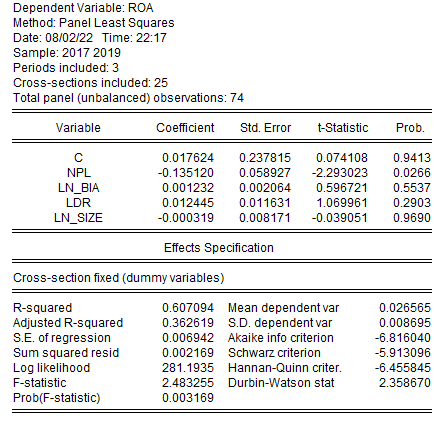 Dependent Variable: ROA
Method: Panel Least Squares
Date: 08/02/22 Time: 22:17
Sample: 2017 2019
Periods included: 3
Cross-sections included: 25
Total panel (unbalanced) observations: 74
Variable Coefficient Std. Error t-Statistic Prob.
C 0.017624 0.237815 0.074108 0.9413
NPL -0.135120 0.058927 -2.293023 0.0266
LN_BIA 0.001232 0.002064 0.596721 0.5537
LDR 0.012445 0.011631 1.069961 0.2903
LN_SIZE -0.000319 0.008171 -0.039051 0.9690
Effects Specification
Cross-section fixed (dummy variables)
R-squared 0.607094 Mean dependent var 0.026565
Adjusted R-squared 0.362619 S.D. dependent var 0.008695
S.E. of regression 0.006942 Akaike info criterion -6.816040
Sum squared resid 0.002169 Schwarz criterion -5.913096
Log likelihood 281.1935 Hannan-Quinn criter. -6.455845
F-statistic 2.483255 Durbin-Watson stat 2.358670
Prob(F-statistic) 0.003169